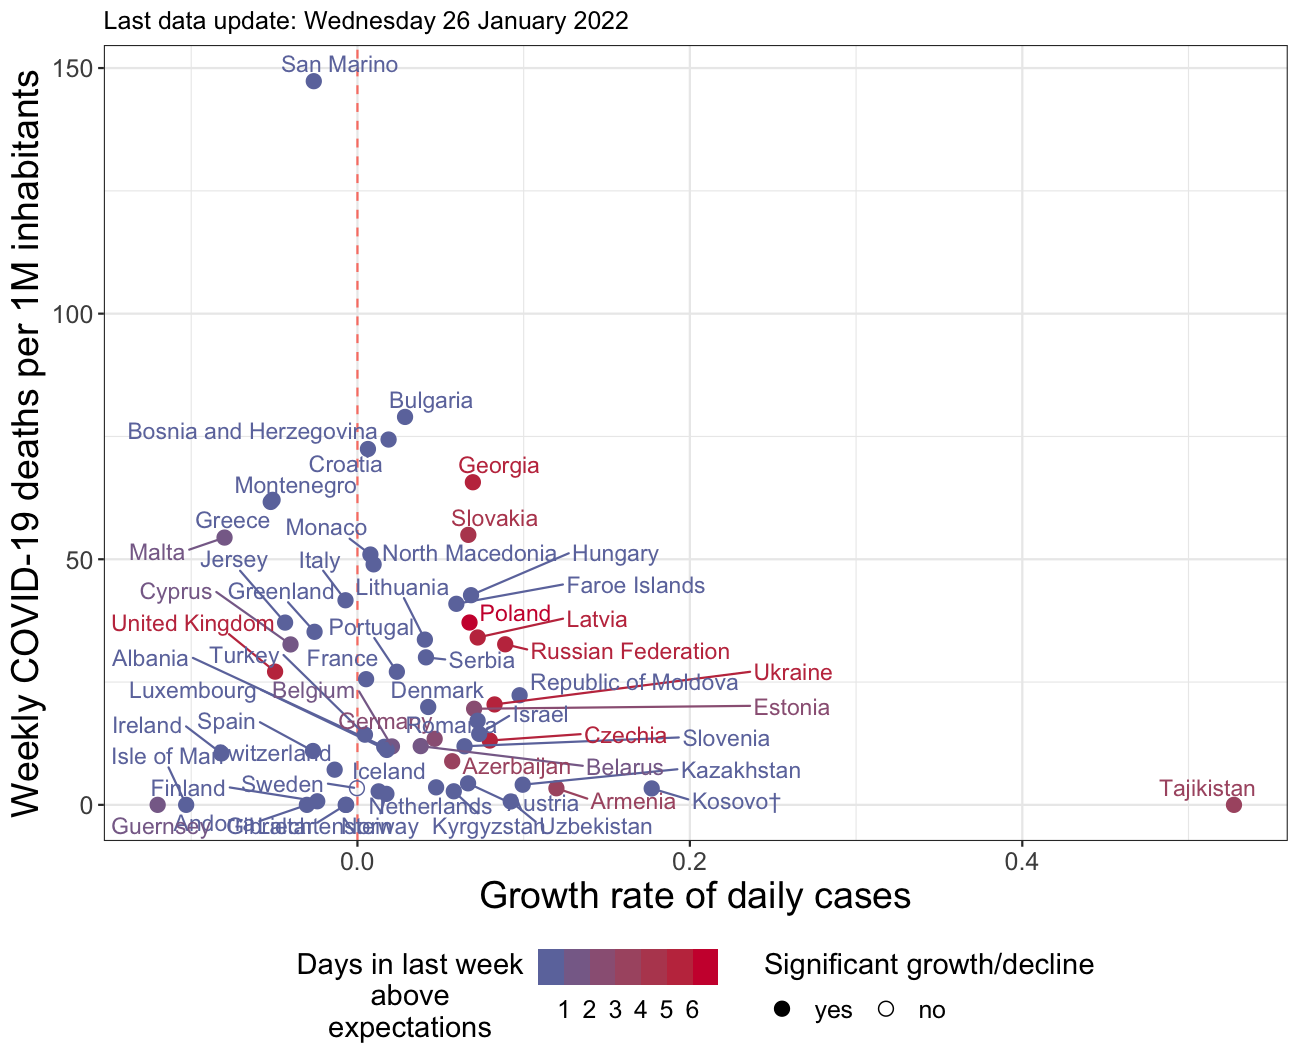 Last data update: Wednesday 26 January 2022
Weekly COVID-19 deaths per 1M inhabitants
150
100
50
0
San Marino
Bulgaria
Bosnia and Herzegovina
Croatia
Georgia
Montenegro
Greece
Monaco
Slovakia
Malta
Jersey
Italy
North Macedonia
Hungary
Cyprus
Greenland
Lithuania
Faroe Islands
United Kingdom
Portugal
Poland
Latvia
Albania
Turkey
France
Serbia
Russian Federation
Luxembourg
Belgium
Denmark
Republic of Moldova
Ukraine
Ireland
Spain
Germany
Romania
Israel
Estonia
Isle of Man
Switzerland
Czechia
Slovenia
Finland
Sweden
Iceland
Azerbaijan
Belarus
Kazakhstan
Netherlands
Austria
Armenia
Kosovo†
Tajikistan
Guernsey
Andorra
Gibraltar
Liechtenstein
Norway
Kyrgyzstan
Uzbekistan
0.0
0.2
0.4
Growth rate of daily cases
Days in last week
above
expectations
1 2 3 4 5 6
Significant growth/decline
yes
no